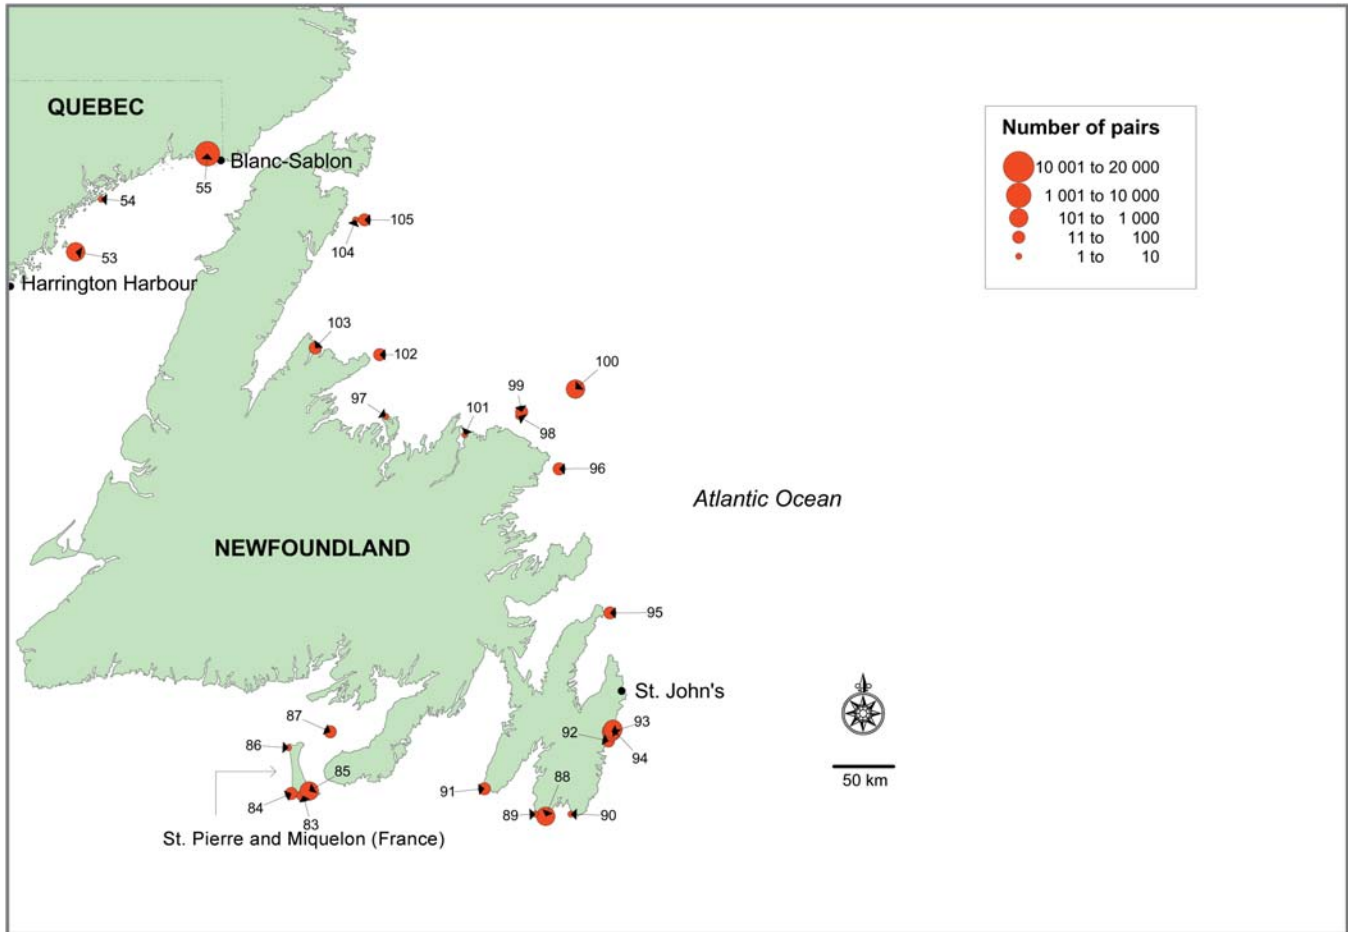 QUEBEC
Number of pairs
10 001 to 20 000
1 001 to 10 000
101 to 1 000
11 to 100
1 to 10
Blanc-Sablon
55
54
105
104
53
Harrington Harbour
103
102
100
99
97
101
98
96
Atlantic Ocean
NEWFOUNDLAND
95
St. John's
87
93
92
86
94
85
88
50 km
91
84
89
90
83
St. Pierre and Miquelon (France)